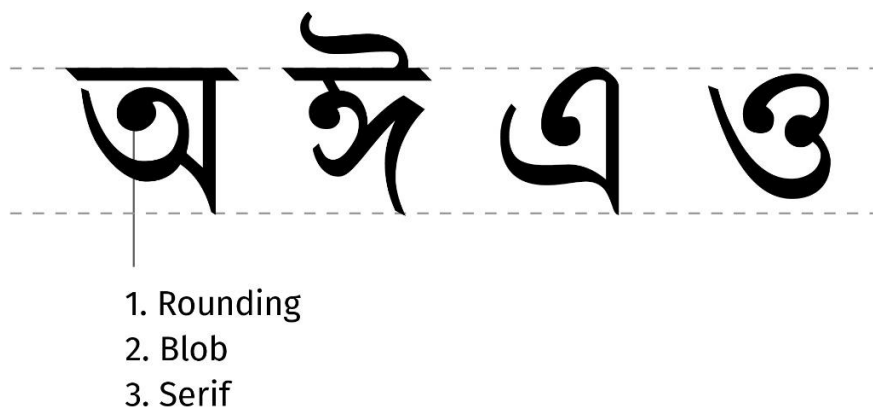 অ ঈ এ ও
1. Rounding
2. Blob
3. Serif